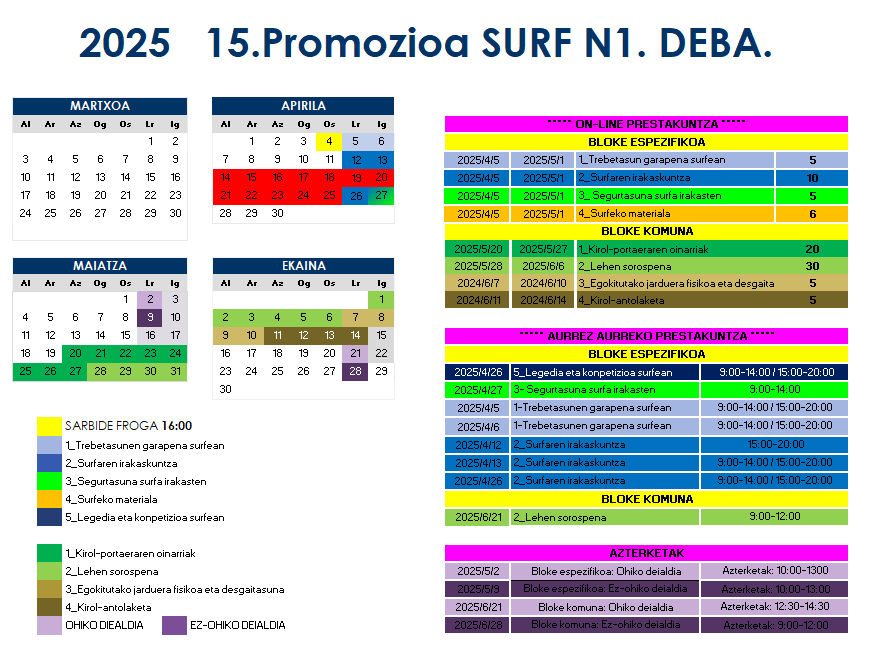 2025 15.Promozioa SURF N1. DEBA.
MARTXOA
Al Ar Az Og Os Lr Ig
1 2
3 4 5 6 7 8 9
10 11 12 13 14 15 16
17 18 19 20 21 22 23
24 25 26 27 28 29 30
APIRILA
Al Ar Az Og Os Lr Ig
1 2 3 4 5 6
7 8 9 10 11 12 13
14 15 16 17 18 19 20
21 22 23 24 25 26 27
28 29 30
MAIATZA
Al Ar Az Og Os Lr Ig
1 2 3
4 5 6 7 8 9 10
11 12 13 14 15 16 17
18 19 20 21 22 23 24
25 26 27 28 29 30 31
EKAINA
Al Ar Az Og Os Lr Ig
1
2 3 4 5 6 7 8
9 10 11 12 13 14 15
16 17 18 19 20 21 22
23 24 25 26 27 28 29
30
SARBIDE FROGA 16:00
1_Trebetasunen garapena surfean
2_Surfaren irakaskuntza
3_Segurtasuna surfa irakasten
4_Surfeko materiala
5_Legedia eta konpetizioa surfean
1_Kirol-portaeraren oinarriak
2_Lehen sorospena
3_Egokitutako jarduera fisikoa eta desgaitasuna
4_Kirol-antolaketa
OHIKO DIEALDIA EZ-OHIKO DEIALDIA
""""" ON-LINE PRESTAKUNTZA """""
BLOKE ESPEZIFIKOA
2025/4/5 2025/5/1 1_Trebetasun garapena surfean 5
2025/4/5 2025/5/1 2_Surfaren irakaskuntza 10
2025/4/5 2025/5/1 3_ Segurtasuna surfa irakasten 5
2025/4/5 2025/5/1 4_Surfeko materiala 6
BLOKE KOMUNA
2025/5/20 2025/5/27 1_Kirol-portaeraren oinarriak 20
2025/5/28 2025/6/6 2_Lehen sorospena 30
2024/6/7 2024/6/10 3_Egokitutako jarduera fisikoa eta desgaita 5
2024/6/11 2024/6/14 4_Kirol-antolaketa 5
""""" AURREZ AURREKO PRESTAKUNTZA """""
BLOKE ESPEZIFIKOA
2025/4/26 5_Legedia eta konpetizioa surfean 9:00-14:00 / 15:00-20:00
2025/4/27 3- Segurtasuna surfa irakasten 9:00-14:00
2025/4/5 1-Trebetasunen garapena surfean 9:00-14:00 / 15:00-20:00
2025/4/6 1-Trebetasunen garapena surfean 9:00-14:00 / 15:00-20:00
2025/4/12 2_Surfaren irakaskuntza 15:00-20:00
2025/4/13 2_Surfaren irakaskuntza 9:00-14:00 / 15:00-20:00
2025/4/26 2_Surfaren irakaskuntza 9:00-14:00 / 15:00-20:00
BLOKE KOMUNA
2025/6/21 2_Lehen sorospena 9:00-12:00
AZTERKETAK
2025/5/2 Bloke espezifikoa: Ohiko deialdia Azterketak: 10:00-1300
2025/5/9 Bloke espezifikoa: Ez-ohiko deialdia Azterketak: 10:00-13:00
2025/6/21 Bloke komuna: Ohiko deialdia Azterketak: 12:30-14:30
2025/6/28 Bloke komuna: Ez-ohiko deialdia Azterketak: 9:00-12:00